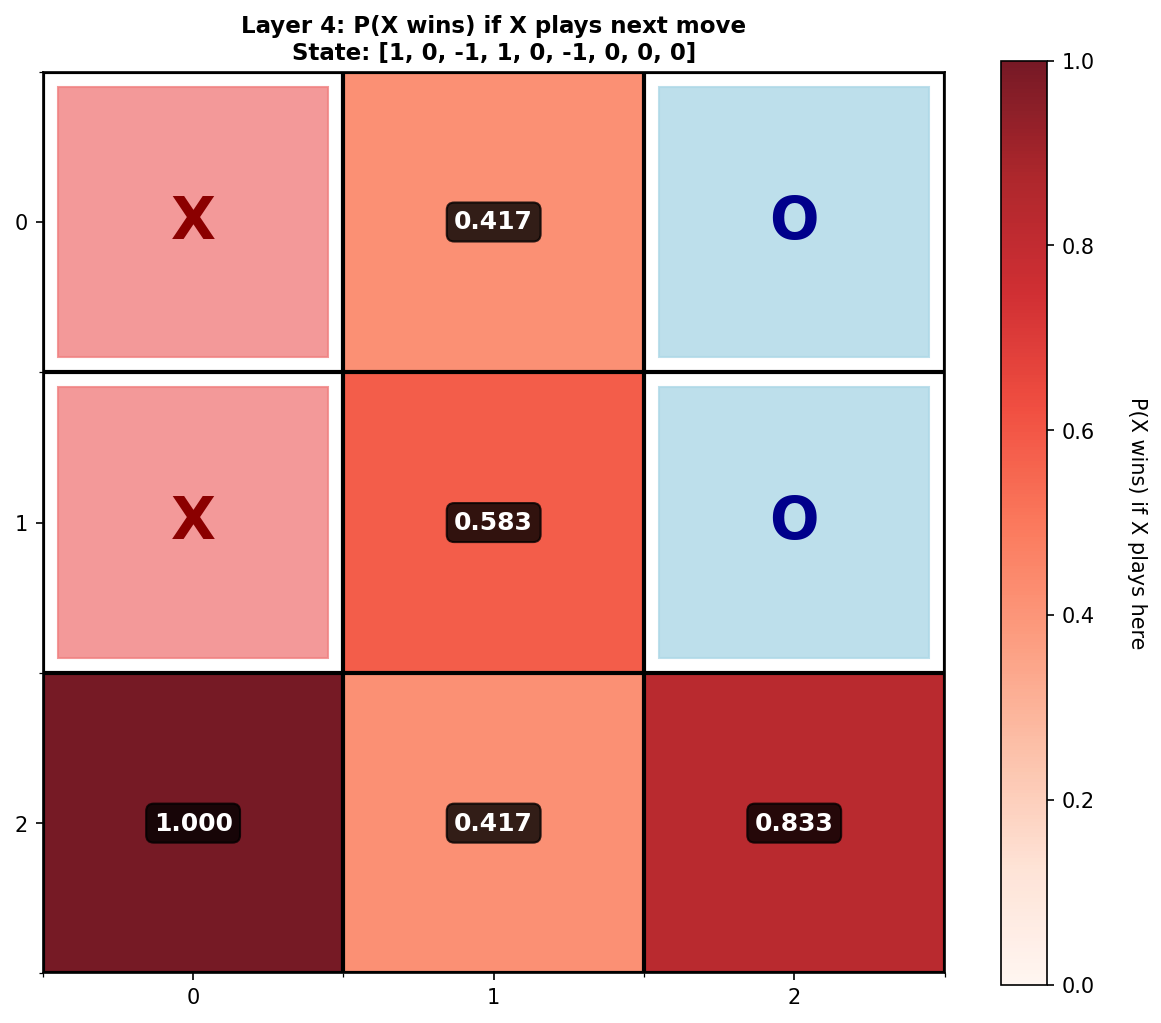 Layer 4: P(X wins) if X plays next move
State: [1, 0, -1, 1, 0, -1, 0, 0, 0]
0
X
0.417
O
1
X
0.583
O
2
1.000
0.417
0.833
0
1
2
1.0
0.8
0.6
0.4
0.2
0.0
P(X wins) if X plays here